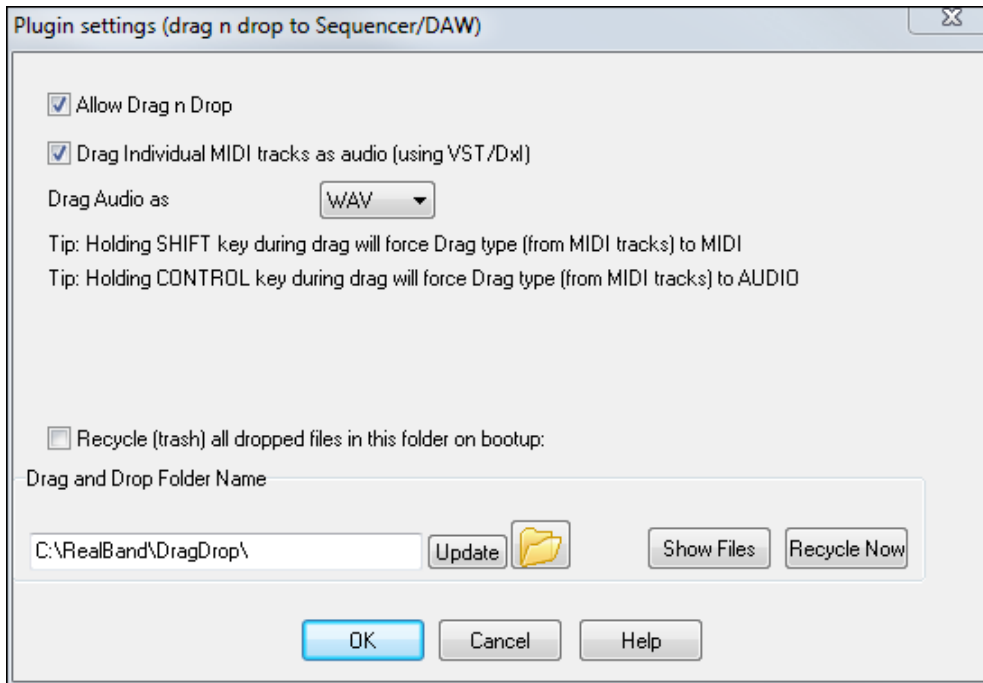 Plugin settings (drag n drop to Sequencer/DAW)
Allow Drag n Drop
Drag Individual MIDI tracks as audio (using VST/DxI)
Drag Audio as WAV
Tip: Holding SHIFT key during drag will force Drag type (from MIDI tracks) to MIDI
Tip: Holding CONTROL key during drag will force Drag type (from MIDI tracks) to AUDIO
Recycle (trash) all dropped files in this folder on bootup:
Drag and Drop Folder Name
C:\RealBand\DragDrop\ Update Show Files Recycle Now
OK Cancel Help